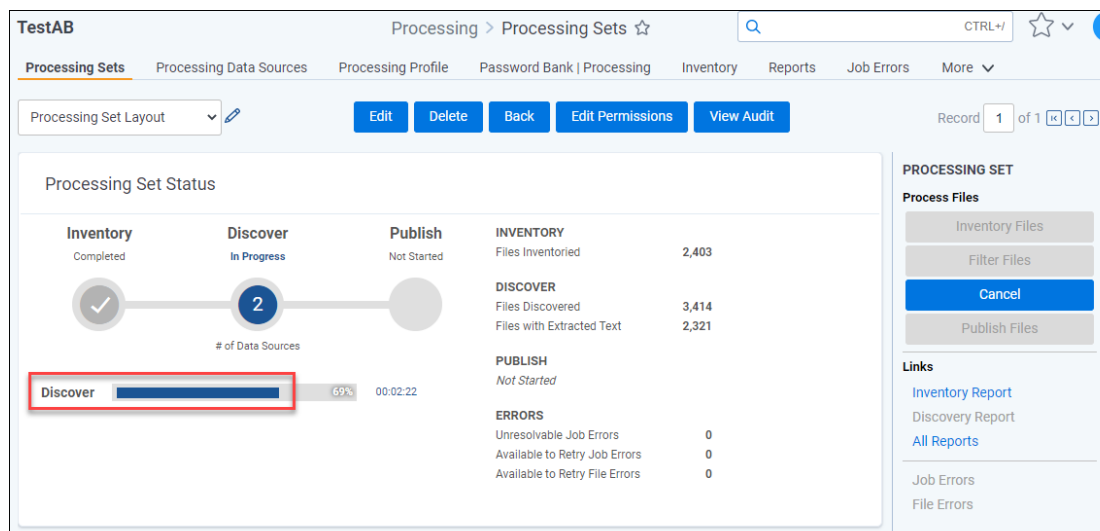 TestAB
Processing > Processing Sets
CTRL+/
Processing Sets Processing Data Sources Processing Profile Password Bank | Processing Inventory Reports Job Errors More
Processing Set Layout
Edit Delete Back Edit Permissions View Audit
Record 1 of 1
Processing Set Status
Inventory Discover Publish
Completed In Progress Not Started
2
# of Data Sources
Discover 69% 00:02:22
INVENTORY
Files Inventoried 2,403
DISCOVER
Files Discovered 3,414
Files with Extracted Text 2,321
PUBLISH
Not Started
ERRORS
Unresolvable Job Errors 0
Available to Retry Job Errors 0
Available to Retry File Errors 0
PROCESSING SET
Process Files
Inventory Files
Filter Files
Cancel
Publish Files
Links
Inventory Report
Discovery Report
All Reports
Job Errors
File Errors